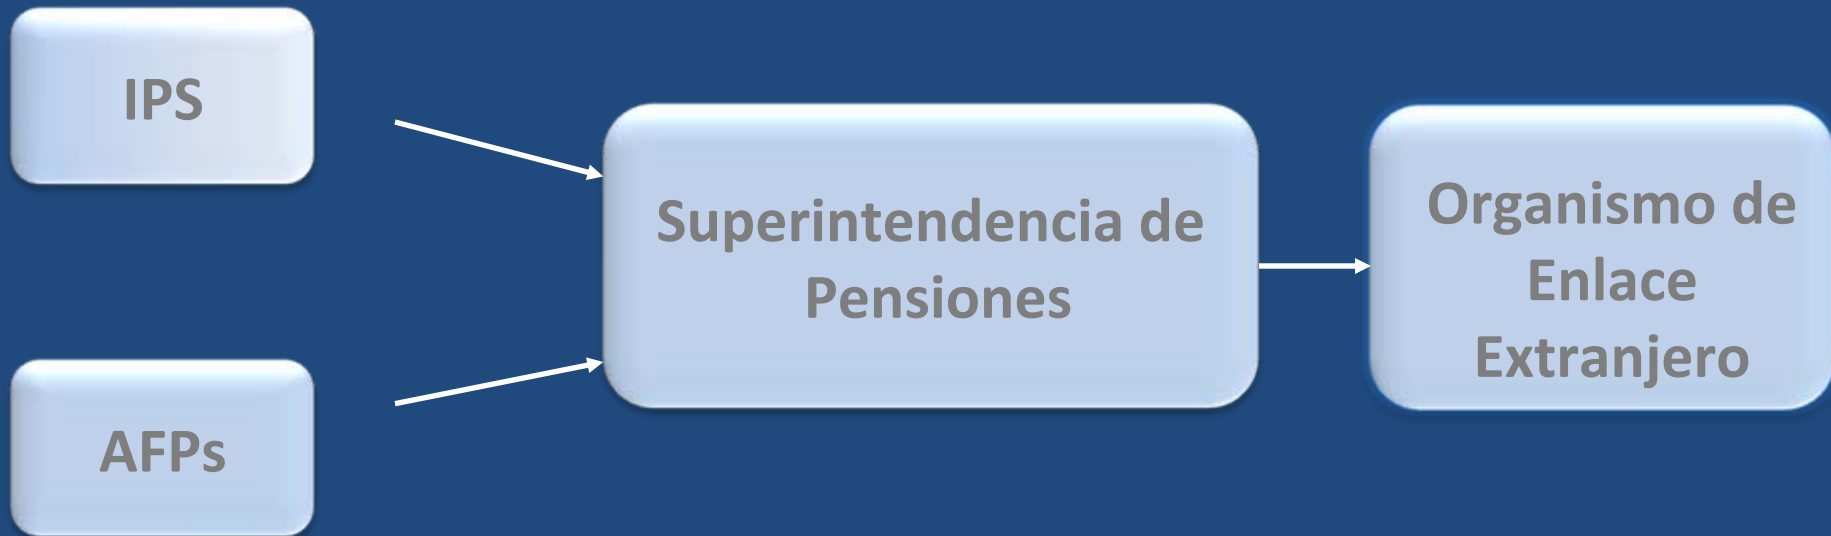 IPS
AFPs
Superintendencia de
Pensiones
Organismo de
Enlace
Extranjero